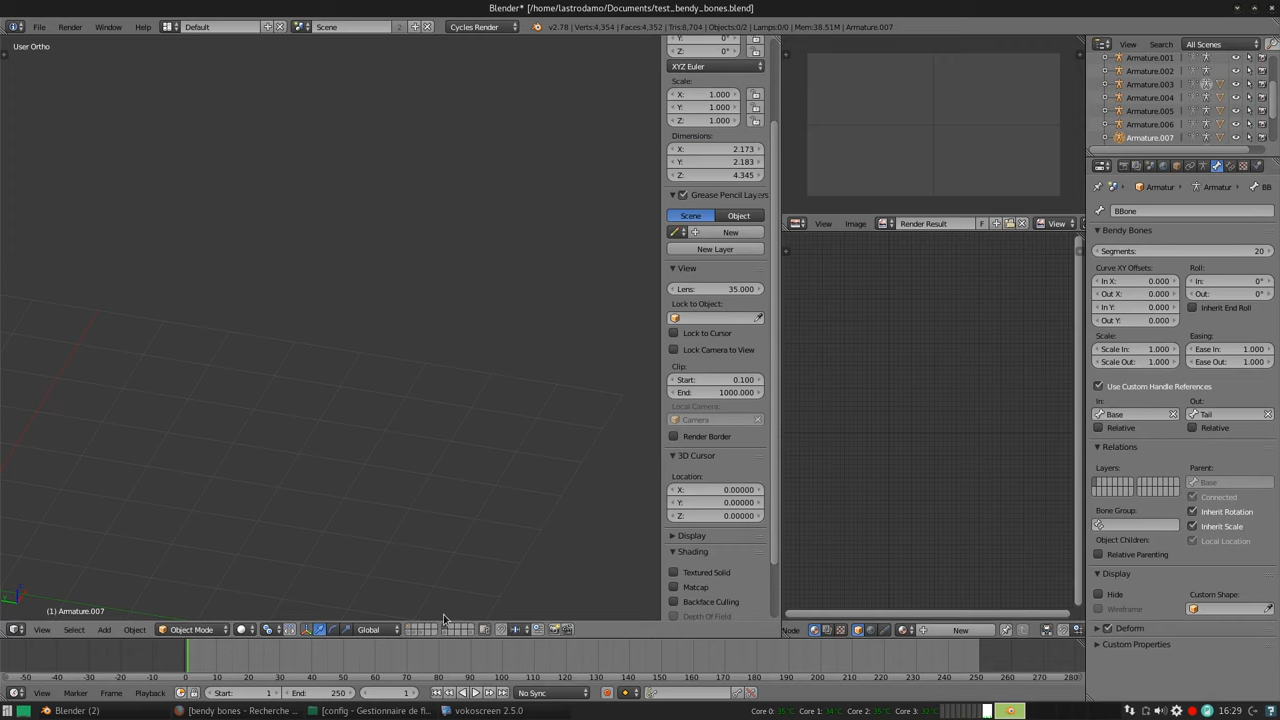 Blender* [/home/lastrodamo/Documents/test_bendy_bones.blend]
File Render Window Help Default Scene 2 Cycles Render v2.78 | Verts:4,354 | Faces:4,352 | Tris:8,704 | Objects:0/2 | Lamps:0/0 | Mem:38.51M | Armature.007
User Ortho
(1) Armature.007
View Select Add Object Object Mode Global
Z: 0°
XYZ Euler
Scale:
X: 1.000
Y: 1.000
Z: 1.000
Dimensions:
X: 2.173
Y: 2.183
Z: 4.345
Grease Pencil Layers
Scene Object
New
New Layer
View
Lens: 35.000
Lock to Object:
Lock to Cursor
Lock Camera to View
Clip:
Start: 0.100
End: 1000.000
Local Camera:
Camera
Render Border
3D Cursor
Location:
X: 0.00000
Y: 0.00000
Z: 0.00000
Display
Shading
Textured Solid
Matcap
Backface Culling
Depth Of Field
View Image Render Result F View
Node New
View Search All Scenes
Armature.001
Armature.002
Armature.003
Armature.004
Armature.005
Armature.006
Armature.007
Armatur Armatur BB
BBone
Bendy Bones
Segments: 20
Curve XY Offsets: Roll:
In X: 0.000 In: 0°
Out X: 0.000 Out: 0°
In Y: 0.000 Inherit End Roll
Out Y: 0.000
Scale: Easing:
Scale In: 1.000 Ease In: 1.000
Scale Out: 1.000 Ease Out: 1.000
Use Custom Handle References
In: Out:
Base Tail
Relative Relative
Relations
Layers: Parent:
Base
Connected
Bone Group: Inherit Rotation
Inherit Scale
Object Children: Local Location
Relative Parenting
Display
Hide Custom Shape:
Wireframe
Deform
Custom Properties
-50 -40 -30 -20 -10 0 10 20 30 40 50 60 70 80 90 100 110 120 130 140 150 160 170 180 190 200 210 220 230 240 250 260 270 280
View Marker Frame Playback Start: 1 End: 250 1 No Sync
Blender (2) [bendy bones - Recherche ... [config - Gestionnaire de fi... vokoscreen 2.5.0 Core 0: 35°C Core 1: 34°C Core 2: 35°C Core 3: 32°C 16:29